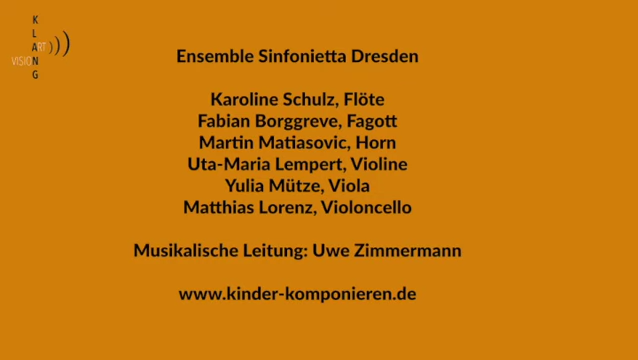 KLANG
VISION
ART
Ensemble Sinfonietta Dresden
Karoline Schulz, Flöte
Fabian Borggreve, Fagott
Martin Matiasovic, Horn
Uta-Maria Lempert, Violine
Yulia Mütze, Viola
Matthias Lorenz, Violoncello
Musikalische Leitung: Uwe Zimmermann
www.kinder-komponieren.de